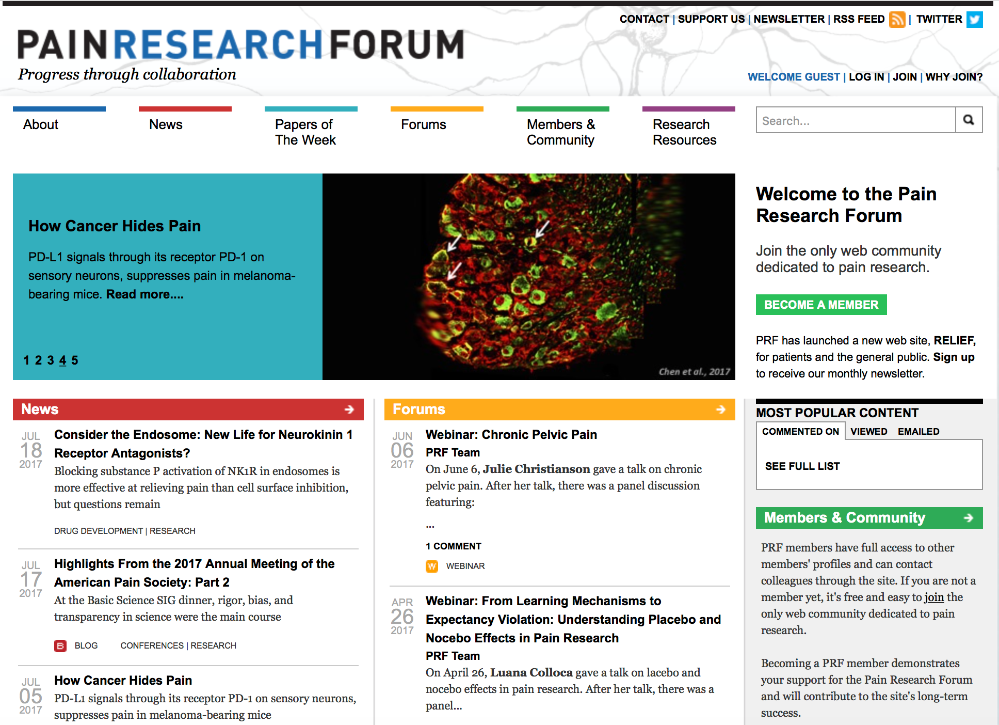 CONTACT | SUPPORT US | NEWSLETTER | RSS FEED | TWITTER
PAINRESEARCHFORUM
Progress through collaboration
WELCOME GUEST | LOG IN | JOIN | WHY JOIN?
About
News
Papers of
The Week
Forums
Members &
Community
Research
Resources
Search...
How Cancer Hides Pain
PD-L1 signals through its receptor PD-1 on
sensory neurons, suppresses pain in melanoma-
bearing mice. Read more....
1 2 3 4 5
Chen et al., 2017
Welcome to the Pain
Research Forum
Join the only web community
dedicated to pain research.
BECOME A MEMBER
PRF has launched a new web site, RELIEF,
for patients and the general public. Sign up
to receive our monthly newsletter.
News
JUL
18
2017
Consider the Endosome: New Life for Neurokinin 1
Receptor Antagonists?
Blocking substance P activation of NK1R in endosomes is
more effective at relieving pain than cell surface inhibition,
but questions remain
DRUG DEVELOPMENT | RESEARCH
JUL
17
2017
Highlights From the 2017 Annual Meeting of the
American Pain Society: Part 2
At the Basic Science SIG dinner, rigor, bias, and
transparency in science were the main course
B BLOG CONFERENCES | RESEARCH
JUL
05
2017
How Cancer Hides Pain
PD-L1 signals through its receptor PD-1 on sensory neurons,
suppresses pain in melanoma-bearing mice
Forums
JUN
06
2017
Webinar: Chronic Pelvic Pain
PRF Team
On June 6, Julie Christianson gave a talk on chronic
pelvic pain. After her talk, there was a panel discussion
featuring:
...
1 COMMENT
W WEBINAR
APR
26
2017
Webinar: From Learning Mechanisms to
Expectancy Violation: Understanding Placebo and
Nocebo Effects in Pain Research
PRF Team
On April 26, Luana Colloca gave a talk on lacebo and
nocebo effects in pain research. After her talk, there was a
panel...
MOST POPULAR CONTENT
COMMENTED ON VIEWED EMAILED
SEE FULL LIST
Members & Community
PRF members have full access to other
members' profiles and can contact
colleagues through the site. If you are not a
member yet, it's free and easy to join the
only web community dedicated to pain
research.
Becoming a PRF member demonstrates
your support for the Pain Research Forum
and will contribute to the site's long-term
success.